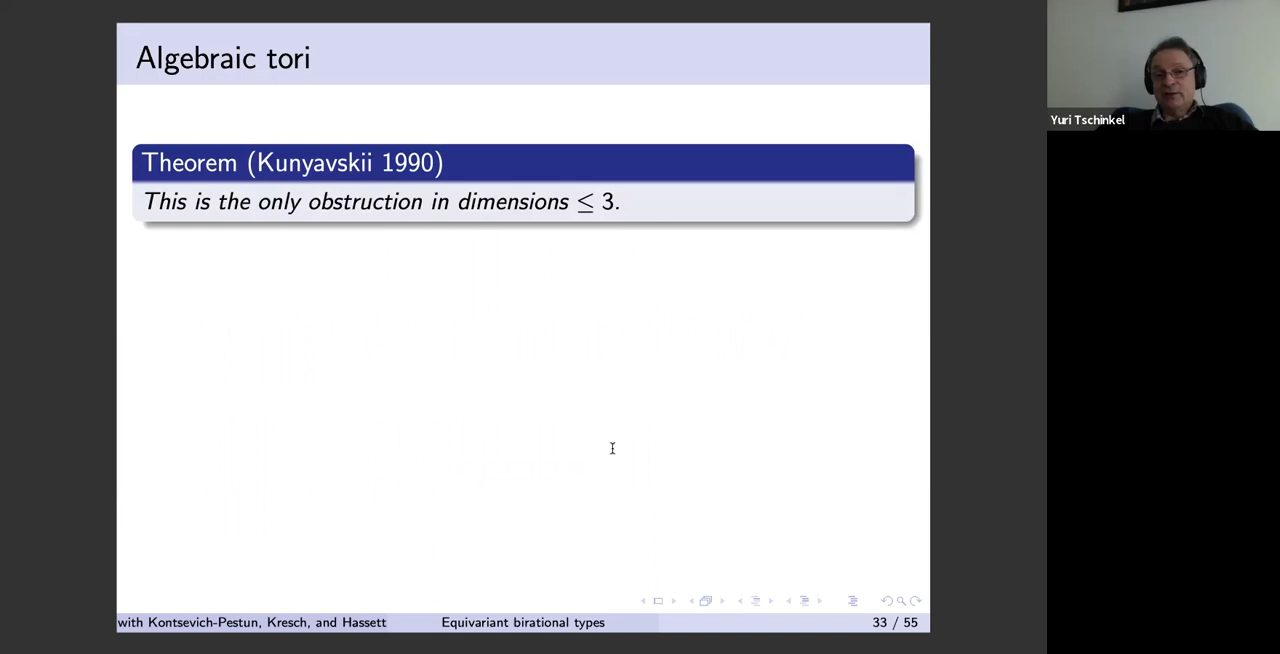 Algebraic tori
Theorem (Kunyavskii 1990)
This is the only obstruction in dimensions ≤ 3.
with Kontsevich-Pestun, Kresch, and Hassett
Equivariant birational types
33 / 55
Yuri Tschinkel